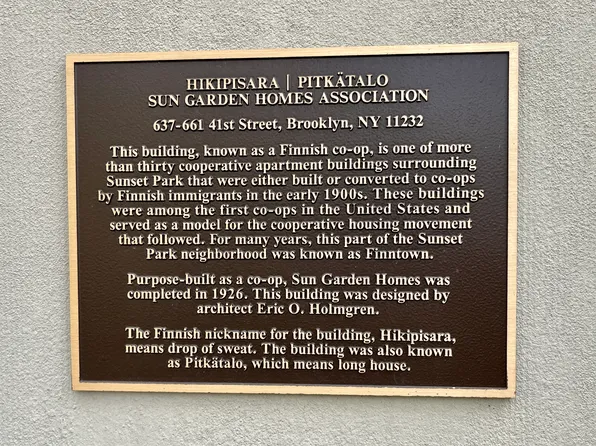 HIKIPISARA | PITKÄTALO
SUN GARDEN HOMES ASSOCIATION
637-661 41st Street, Brooklyn, NY 11232
This building, known as a Finnish co-op, is one of more
than thirty cooperative apartment buildings surrounding
Sunset Park that were either built or converted to co-ops
by Finnish immigrants in the early 1900s. These buildings
were among the first co-ops in the United States and
served as a model for the cooperative housing movement
that followed. For many years, this part of the Sunset
Park neighborhood was known as Finntown.
Purpose-built as a co-op, Sun Garden Homes was
completed in 1926. This building was designed by
architect Eric O. Holmgren.
The Finnish nickname for the building, Hikipisara,
means drop of sweat. The building was also known
as Pitkätalo, which means long house.